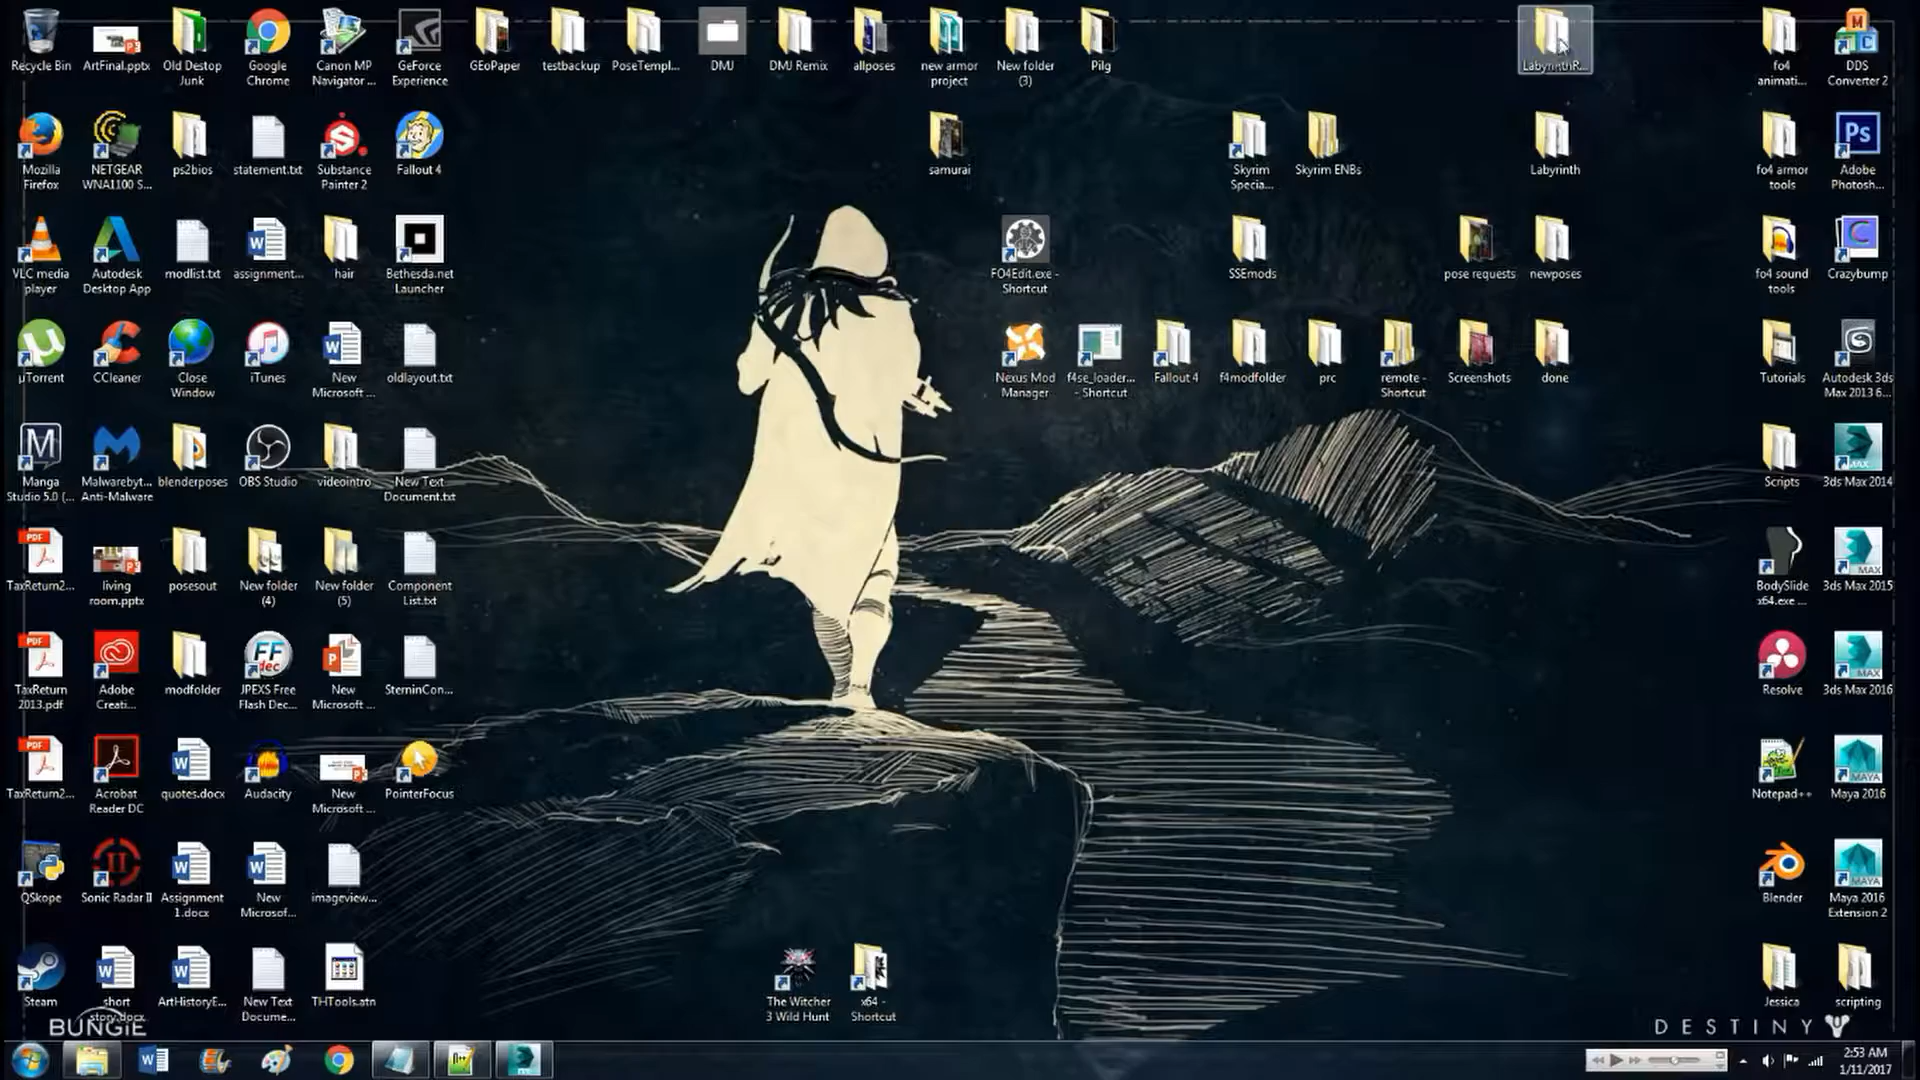 Recycle Bin
ArtFinal.pptx
Old Destop
Junk
Google
Chrome
Canon MP
Navigator ...
GeForce
Experience
GEoPaper
testbackup
PoseTempl...
DMJ
DMJ Remix
allposes
new armor
project
New folder
(3)
Pilg
LabyrinthR...
fo4
animati...
DDS
Converter 2
Mozilla
Firefox
NETGEAR
WNA1100 S...
ps2bios
statement.txt
Substance
Painter 2
Fallout 4
samurai
Skyrim
Specia...
Skyrim ENBs
Labyrinth
fo4 armor
tools
Ps
Adobe
Photosh...
VLC media
player
Autodesk
Desktop App
modlist.txt
assignment...
hair
Bethesda.net
Launcher
FO4Edit.exe -
Shortcut
SSEmods
pose requests
newposes
fo4 sound
tools
Crazybump
µTorrent
CCleaner
Close
Window
iTunes
New
Microsoft ...
oldlayout.txt
Nexus Mod
Manager
f4se_loader...
- Shortcut
Fallout 4
f4modfolder
prc
remote -
Shortcut
Screenshots
done
Tutorials
Autodesk 3ds
Max 2013 6...
Manga
Studio 5.0 (...
Malwarebyt...
Anti-Malware
blenderposes
OBS Studio
videointro
New Text
Document.txt
Scripts
3ds Max 2014
PDF
TaxReturn2...
living
room.pptx
posesout
New folder
(4)
New folder
(5)
Component
List.txt
BodySlide
x64.exe ...
3ds Max 2015
PDF
TaxReturn
2013.pdf
Adobe
Creati...
modfolder
FF
dec
JPEXS Free
Flash Dec...
New
Microsoft ...
SterninCon...
Resolve
3ds Max 2016
PDF
TaxReturn2...
Acrobat
Reader DC
quotes.docx
Audacity
New
Microsoft ...
PointerFocus
Notepad++
Maya 2016
QSkope
Sonic Radar II
Assignment
1.docx
New
Microsof...
imageview...
Blender
Maya 2016
Extension 2
Steam
short
story.docx
ArtHistoryE...
New Text
Docume...
THTools.atn
The Witcher
3 Wild Hunt
x64 -
Shortcut
Jessica
scripting
BUNGiE
DESTINY
2:53 AM
1/11/2017